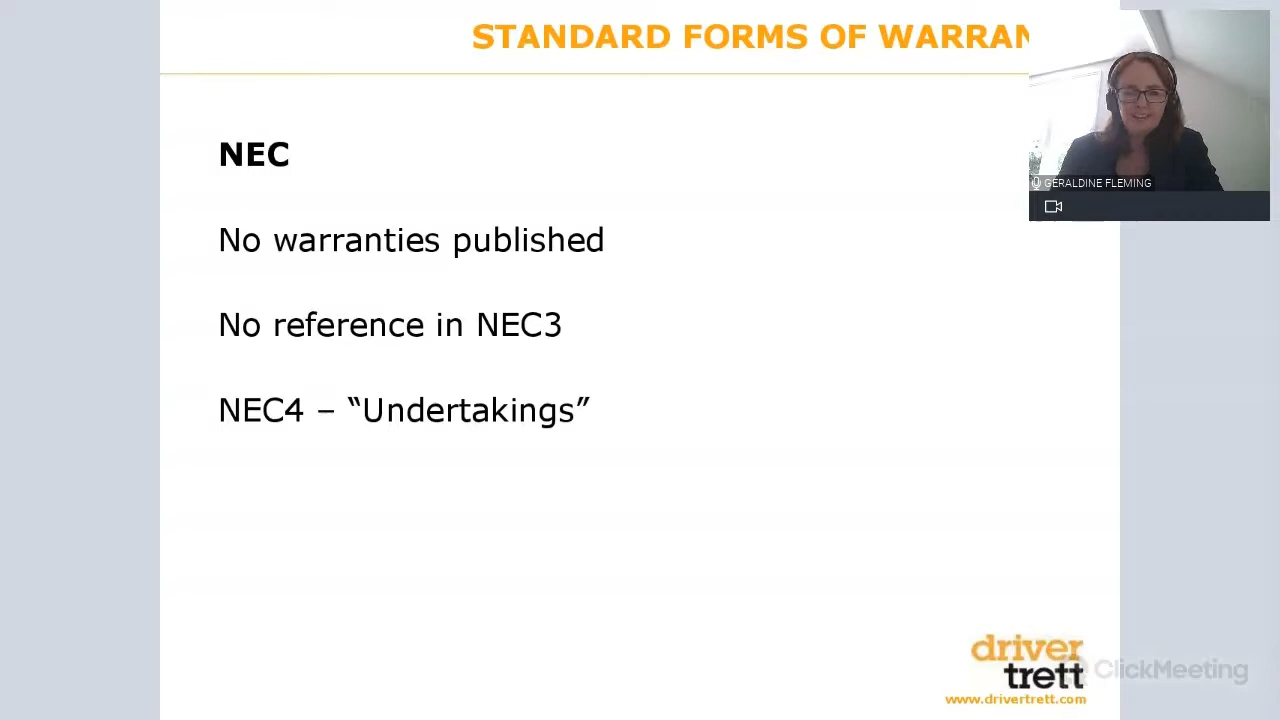 STANDARD FORMS OF WARRAN
NEC
No warranties published
No reference in NEC3
NEC4 – “Undertakings”
GERALDINE FLEMING
driver
trett
www.drivertrett.com
ClickMeeting